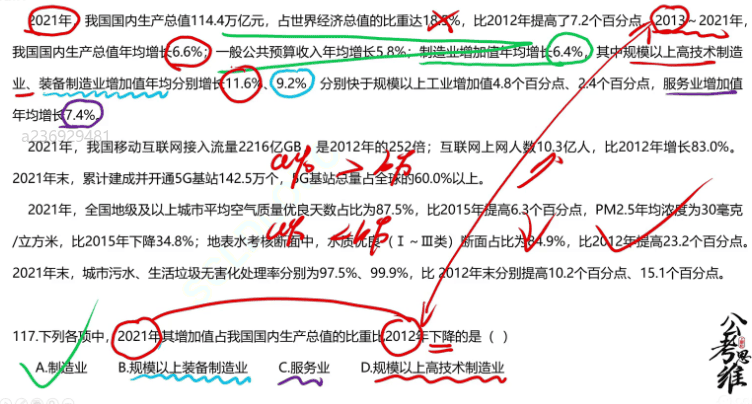 2021年，我国国内生产总值114.4万亿元，占世界经济总值的比重达18.3%，比2012年提高了7.2个百分点。2013～2021年，
我国国内生产总值年均增长6.6%；一般公共预算收入年均增长5.8%；制造业增加值年均增长6.4%，其中规模以上高技术制造
业、装备制造业增加值年均分别增长11.6%、9.2%，分别快于规模以上工业增加值4.8个百分点、2.4个百分点，服务业增加值
年均增长7.4%。
a236929481
2021年，我国移动互联网接入流量2216亿GB，是2012年的252倍；互联网上网人数10.3亿人，比2012年增长83.0%。
2021年末，累计建成并开通5G基站142.5万个，5G基站总量占全球的60.0%以上。
a% > b%
2021年，全国地级及以上城市平均空气质量优良天数占比为87.5%，比2015年提高6.3个百分点，PM2.5年均浓度为30毫克
a% < b%
/立方米，比2015年下降34.8%；地表水考核断面中，水质优良（Ⅰ～Ⅲ类）断面占比为84.9%，比2012年提高23.2个百分点。
2021年末，城市污水、生活垃圾无害化处理率分别为97.5%、99.9%，比 2012年末分别提高10.2个百分点、15.1个百分点。
117.下列各项中，2021年其增加值占我国国内生产总值的比重比2012年下降的是（ ）
A.制造业 B.规模以上装备制造业 C.服务业 D.规模以上高技术制造业
公考思维